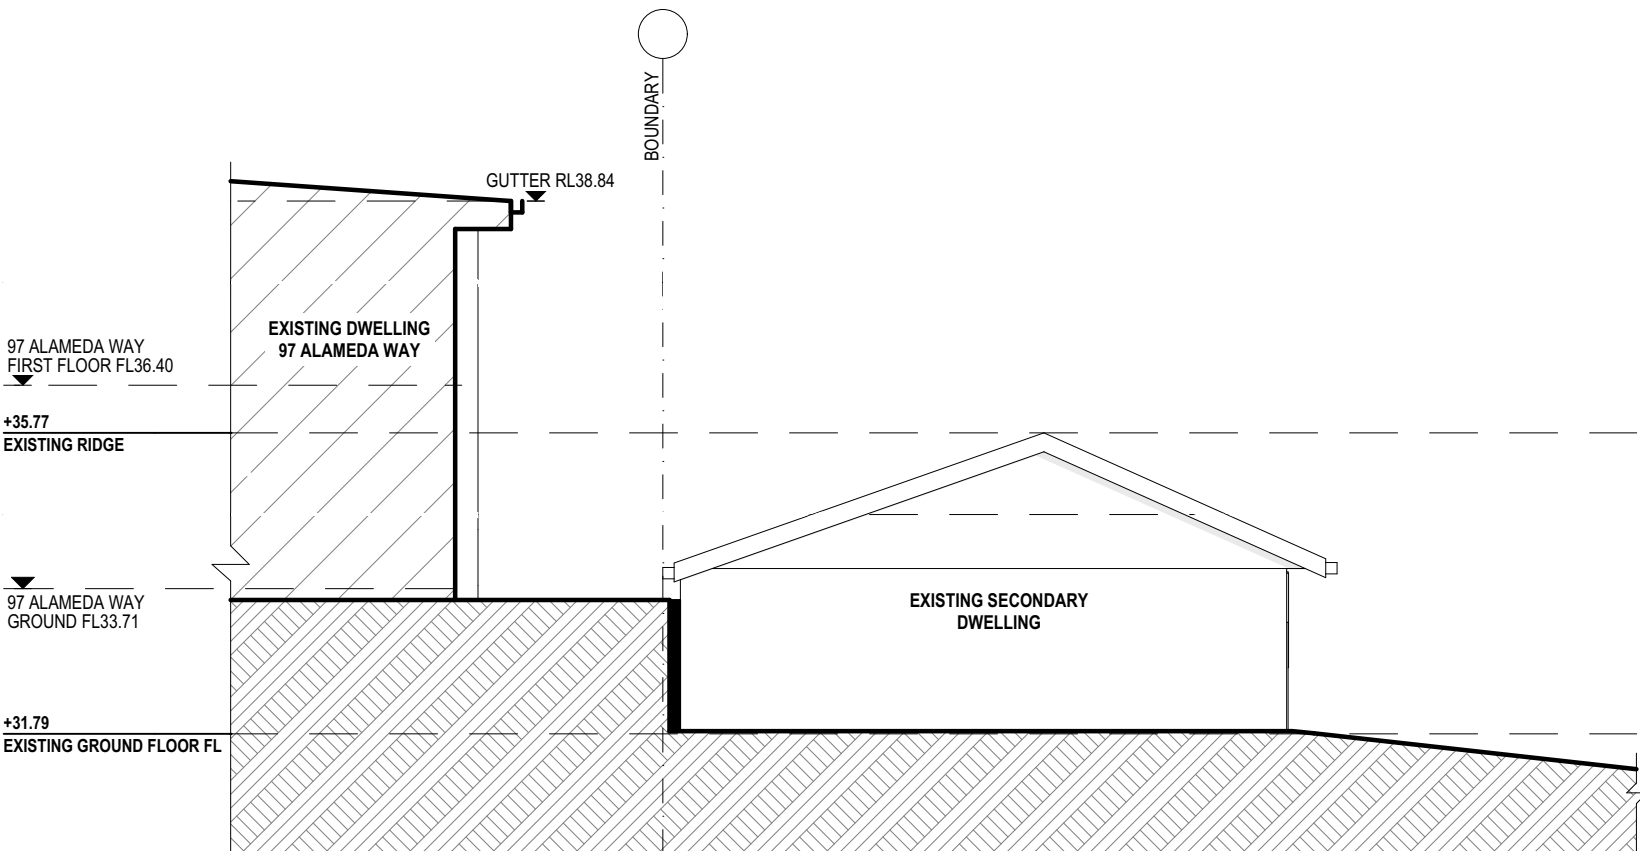 BOUNDARY
GUTTER RL38.84
EXISTING DWELLING
97 ALAMEDA WAY
97 ALAMEDA WAY
FIRST FLOOR FL36.40
+35.77
EXISTING RIDGE
97 ALAMEDA WAY
GROUND FL33.71
EXISTING SECONDARY
DWELLING
+31.79
EXISTING GROUND FLOOR FL